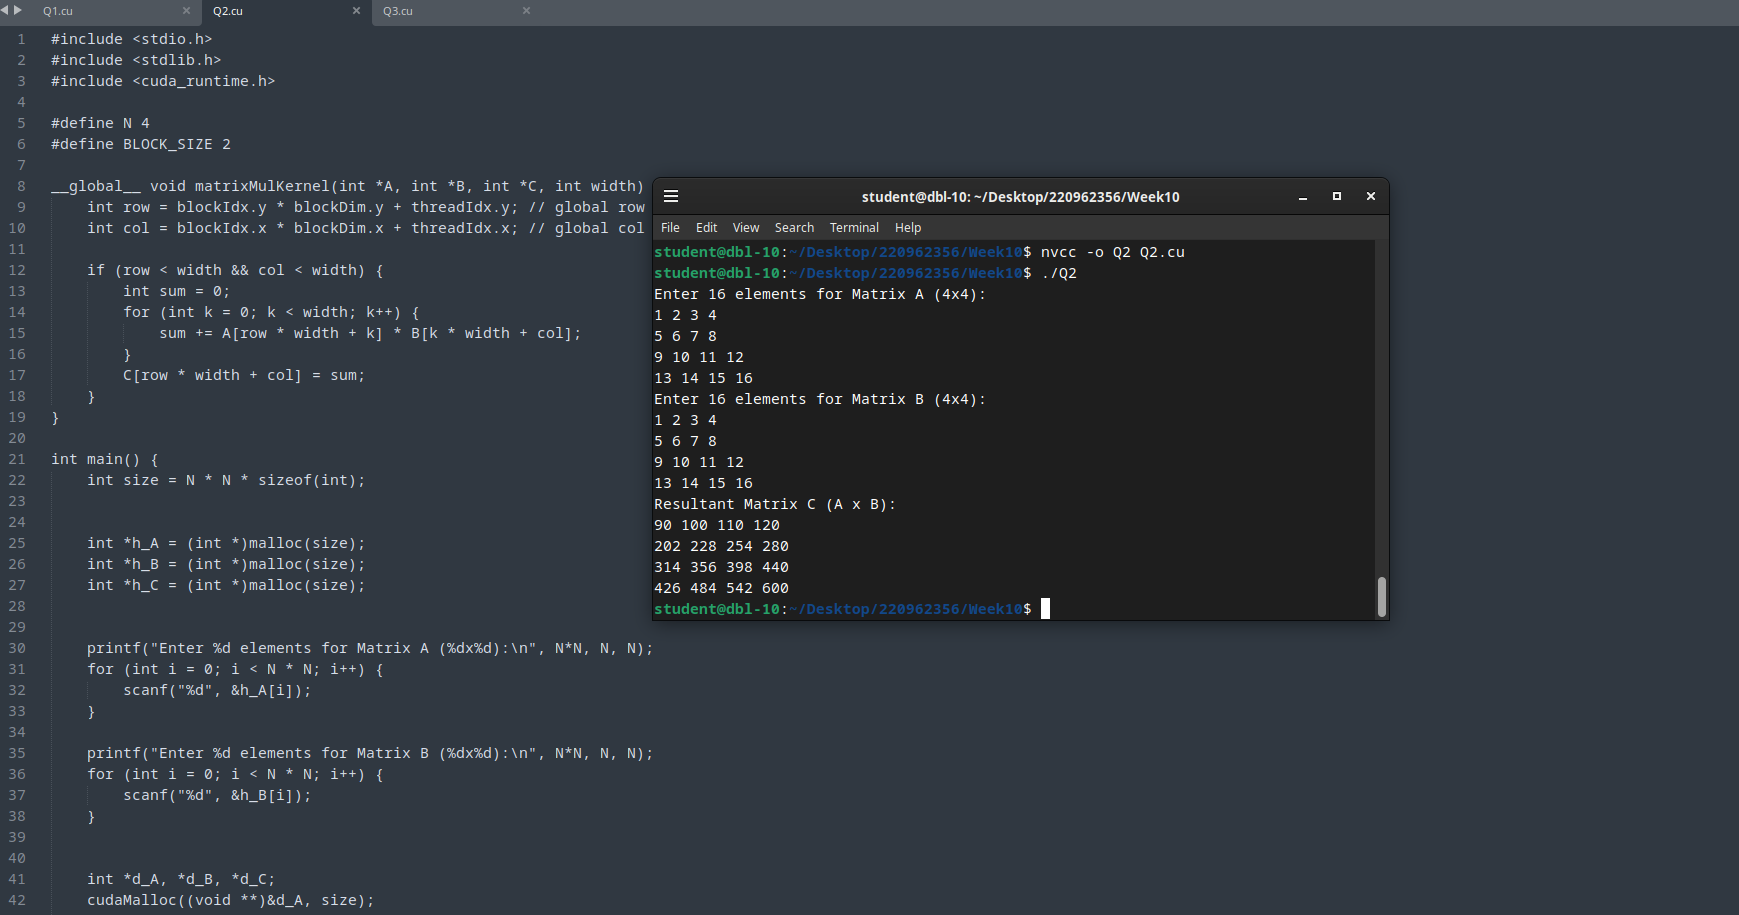 Q1.cu Q2.cu Q3.cu
1 #include <stdio.h>
2 #include <stdlib.h>
3 #include <cuda_runtime.h>
4
5 #define N 4
6 #define BLOCK_SIZE 2
7
8 __global__ void matrixMulKernel(int *A, int *B, int *C, int width)
9 int row = blockIdx.y * blockDim.y + threadIdx.y; // global row
10 int col = blockIdx.x * blockDim.x + threadIdx.x; // global col
11
12 if (row < width && col < width) {
13 int sum = 0;
14 for (int k = 0; k < width; k++) {
15 sum += A[row * width + k] * B[k * width + col];
16 }
17 C[row * width + col] = sum;
18 }
19 }
20
21 int main() {
22 int size = N * N * sizeof(int);
23
24
25 int *h_A = (int *)malloc(size);
26 int *h_B = (int *)malloc(size);
27 int *h_C = (int *)malloc(size);
28
29
30 printf("Enter %d elements for Matrix A (%dx%d):\n", N*N, N, N);
31 for (int i = 0; i < N * N; i++) {
32 scanf("%d", &h_A[i]);
33 }
34
35 printf("Enter %d elements for Matrix B (%dx%d):\n", N*N, N, N);
36 for (int i = 0; i < N * N; i++) {
37 scanf("%d", &h_B[i]);
38 }
39
40
41 int *d_A, *d_B, *d_C;
42 cudaMalloc((void **)&d_A, size);
student@dbl-10: ~/Desktop/220962356/Week10
File Edit View Search Terminal Help
student@dbl-10:~/Desktop/220962356/Week10$ nvcc -o Q2 Q2.cu
student@dbl-10:~/Desktop/220962356/Week10$ ./Q2
Enter 16 elements for Matrix A (4x4):
1 2 3 4
5 6 7 8
9 10 11 12
13 14 15 16
Enter 16 elements for Matrix B (4x4):
1 2 3 4
5 6 7 8
9 10 11 12
13 14 15 16
Resultant Matrix C (A x B):
90 100 110 120
202 228 254 280
314 356 398 440
426 484 542 600
student@dbl-10:~/Desktop/220962356/Week10$